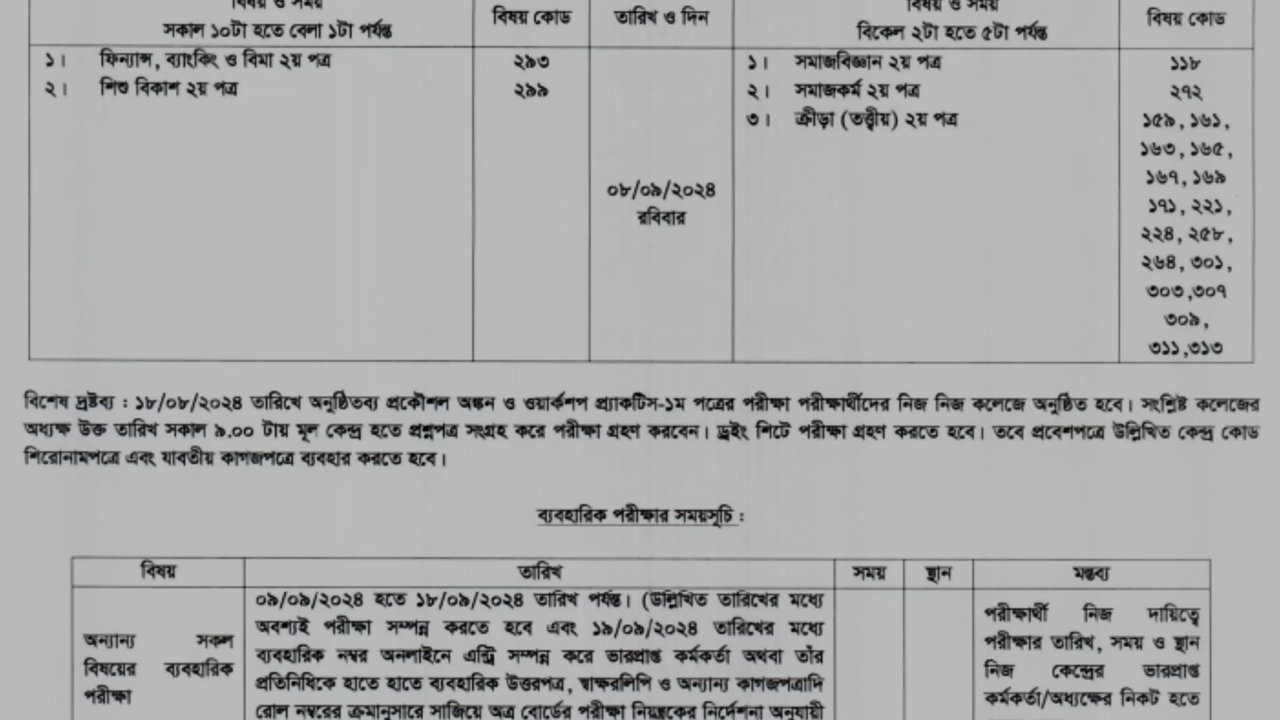 বিষয় ও সময়
সকাল ১০টা হতে বেলা ১টা পর্যন্ত
বিষয় কোড
তারিখ ও দিন
বিষয় ও সময়
বিকেল ২টা হতে ৫টা পর্যন্ত
বিষয় কোড
১। ফিন্যান্স, ব্যাংকিং ও বিমা ২য় পত্র ২৯৩
২। শিশু বিকাশ ২য় পত্র ২৯৯
০৮/০৯/২০২৪
রবিবার
১। সমাজবিজ্ঞান ২য় পত্র ১১৮
২। সমাজকর্ম ২য় পত্র ২৭২
৩। ক্রীড়া (তত্ত্বীয়) ২য় পত্র ১৫৯, ১৬১,
১৬৩, ১৬৫,
১৬৭, ১৬৯
১৭১, ২২১,
২২৪, ২৫৮,
২৬৪, ৩০১,
৩০৩,৩০৭
৩০৯,
৩১১,৩১৩
বিশেষ দ্রষ্টব্য : ১৮/০৮/২০২৪ তারিখে অনুষ্ঠিতব্য প্রকৌশল অঙ্কন ও ওয়ার্কশপ প্র্যাকটিস-১ম পত্রের পরীক্ষা পরীক্ষার্থীদের নিজ নিজ কলেজে অনুষ্ঠিত হবে। সংশ্লিষ্ট কলেজের
অধ্যক্ষ উক্ত তারিখ সকাল ৯.০০ টায় মূল কেন্দ্র হতে প্রশ্নপত্র সংগ্রহ করে পরীক্ষা গ্রহণ করবেন। ড্রইং শিটে পরীক্ষা গ্রহণ করতে হবে। তবে প্রবেশপত্রে উল্লিখিত কেন্দ্র কোড
শিরোনামপত্রে এবং যাবতীয় কাগজপত্রে ব্যবহার করতে হবে।
ব্যবহারিক পরীক্ষার সময়সূচি :
বিষয় তারিখ সময় স্থান মন্তব্য
অন্যান্য সকল
বিষয়ের ব্যবহারিক
পরীক্ষা
০৯/০৯/২০২৪ হতে ১৮/০৯/২০২৪ তারিখ পর্যন্ত। (উল্লিখিত তারিখের মধ্যে
অবশ্যই পরীক্ষা সম্পন্ন করতে হবে এবং ১৯/০৯/২০২৪ তারিখের মধ্যে
ব্যবহারিক নম্বর অনলাইনে এন্ট্রি সম্পন্ন করে ভারপ্রাপ্ত কর্মকর্তা অথবা তাঁর
প্রতিনিধিকে হাতে হাতে ব্যবহারিক উত্তরপত্র, স্বাক্ষরলিপি ও অন্যান্য কাগজপত্রাদি
রোল নম্বরের ক্রমানুসারে সাজিয়ে অত্র বোর্ডের পরীক্ষা নিয়ন্ত্রকের নির্দেশনা অনুযায়ী
পরীক্ষার্থী নিজ দায়িত্বে
পরীক্ষার তারিখ, সময় ও স্থান
নিজ কেন্দ্রের ভারপ্রাপ্ত
কর্মকর্তা/অধ্যক্ষের নিকট হতে